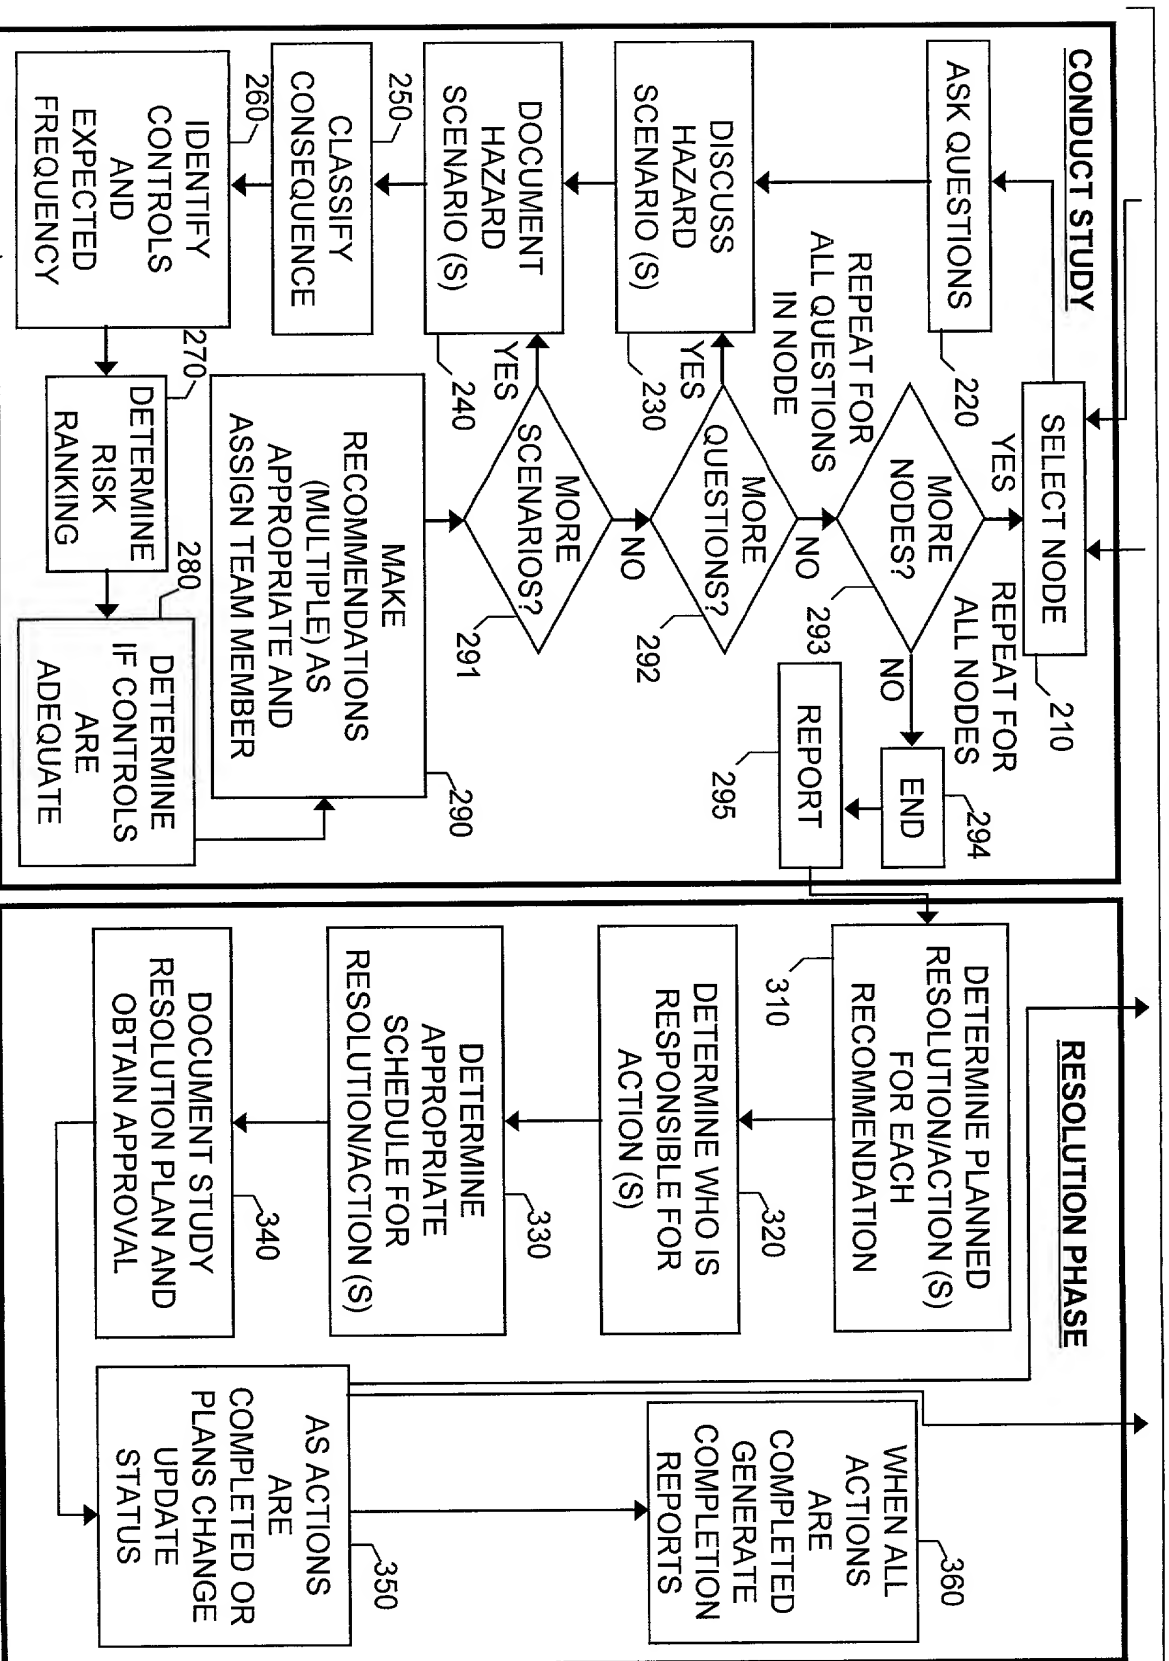 CONDUCT STUDY
SELECT NODE
210
ASK QUESTIONS
220
YES
REPEAT FOR
ALL NODES
MORE
NODES?
293
NO
END
294
REPORT
295
REPEAT FOR
ALL QUESTIONS
IN NODE
NO
DISCUSS
HAZARD
SCENARIO (S)
230
YES
MORE
QUESTIONS?
292
NO
DOCUMENT
HAZARD
SCENARIO (S)
240
YES
MORE
SCENARIOS?
291
250
CLASSIFY
CONSEQUENCE
MAKE
RECOMMENDATIONS
(MULTIPLE) AS
APPROPRIATE AND
ASSIGN TEAM MEMBER
290
260
IDENTIFY
CONTROLS
AND
EXPECTED
FREQUENCY
270
DETERMINE
RISK
RANKING
280
DETERMINE
IF CONTROLS
ARE
ADEQUATE
RESOLUTION PHASE
DETERMINE PLANNED
RESOLUTION/ACTION (S)
FOR EACH
RECOMMENDATION
310
DETERMINE WHO IS
RESPONSIBLE FOR
ACTION (S)
320
DETERMINE
APPROPRIATE
SCHEDULE FOR
RESOLUTION/ACTION (S)
330
DOCUMENT STUDY
RESOLUTION PLAN AND
OBTAIN APPROVAL
340
AS ACTIONS
ARE
COMPLETED OR
PLANS CHANGE
UPDATE
STATUS
350
WHEN ALL
ACTIONS
ARE
COMPLETED
GENERATE
COMPLETION
REPORTS
360